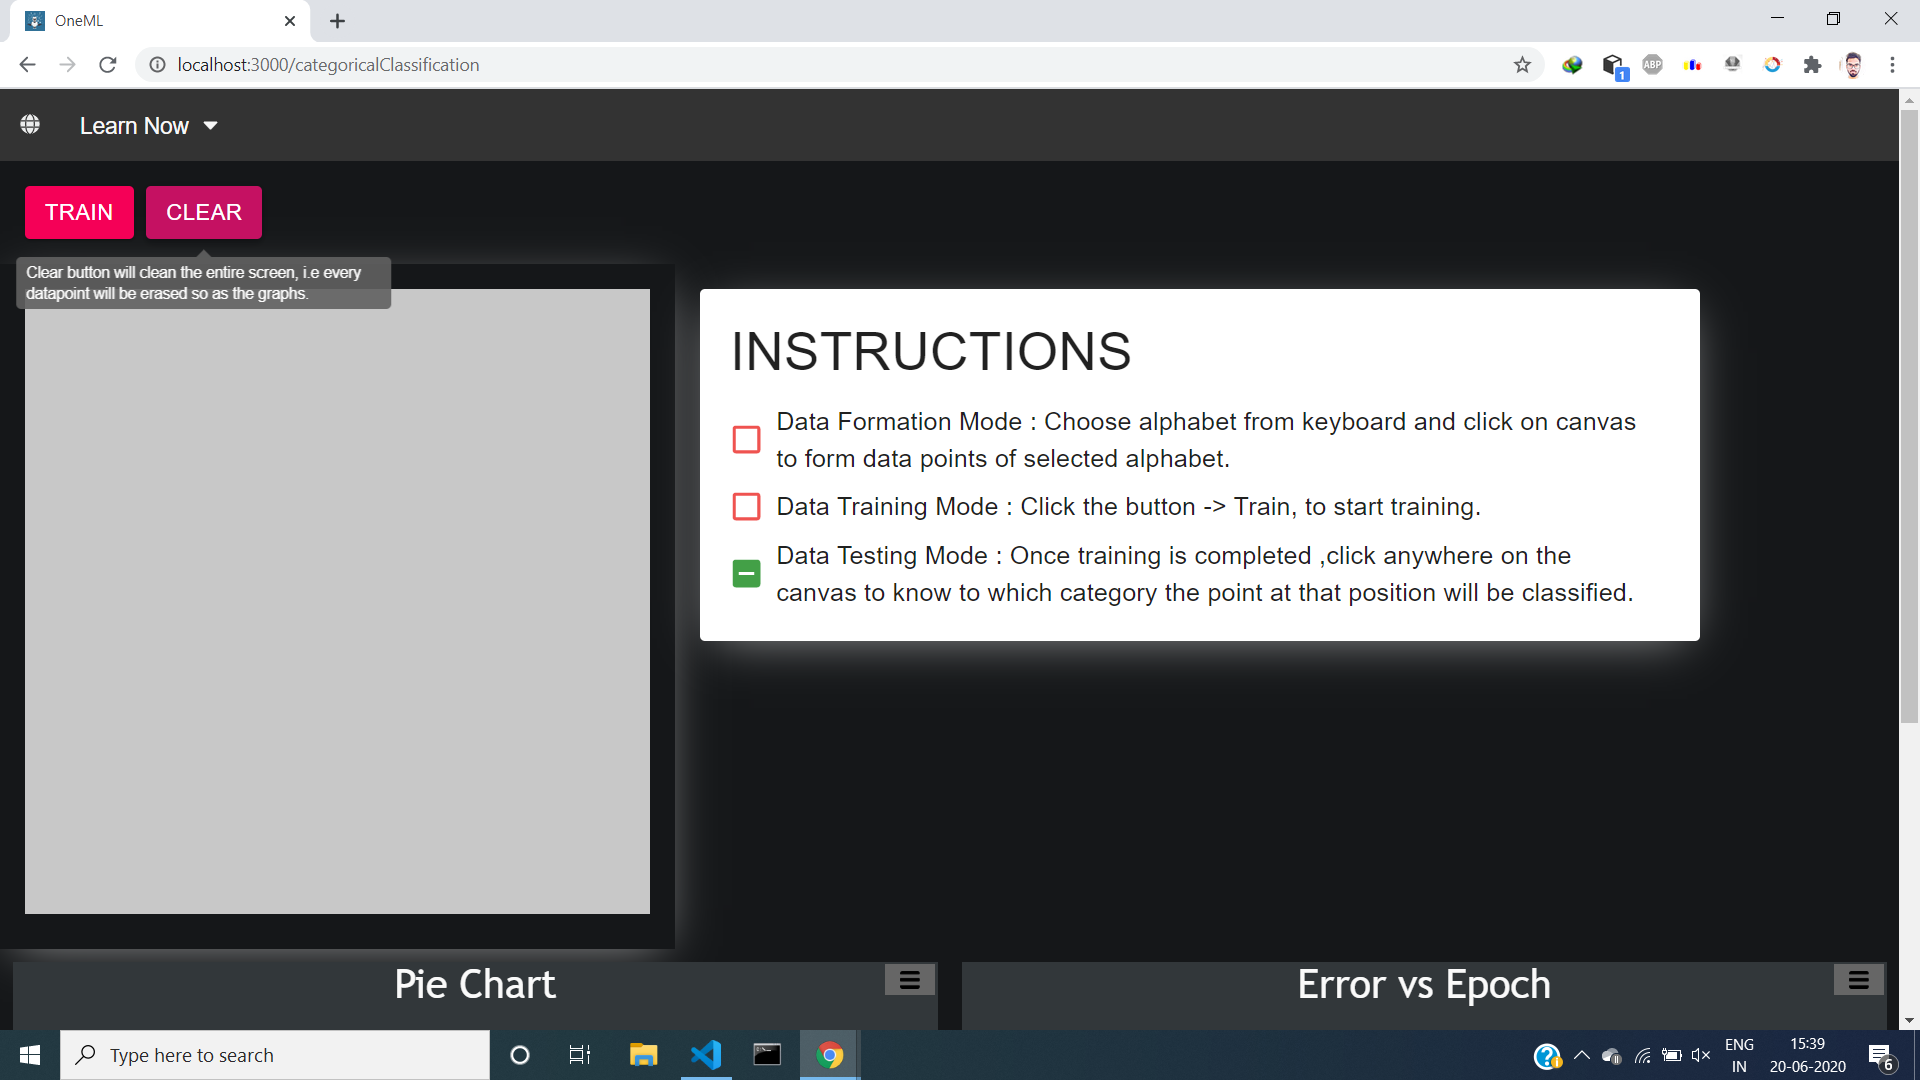 OneML
localhost:3000/categoricalClassification
ABP
1
Learn Now
TRAIN
CLEAR
Clear button will clean the entire screen, i.e every
datapoint will be erased so as the graphs.
INSTRUCTIONS
Data Formation Mode : Choose alphabet from keyboard and click on canvas
to form data points of selected alphabet.
Data Training Mode : Click the button -> Train, to start training.
Data Testing Mode : Once training is completed ,click anywhere on the
canvas to know to which category the point at that position will be classified.
Pie Chart
Error vs Epoch
Type here to search
ENG
IN
15:39
20-06-2020
6